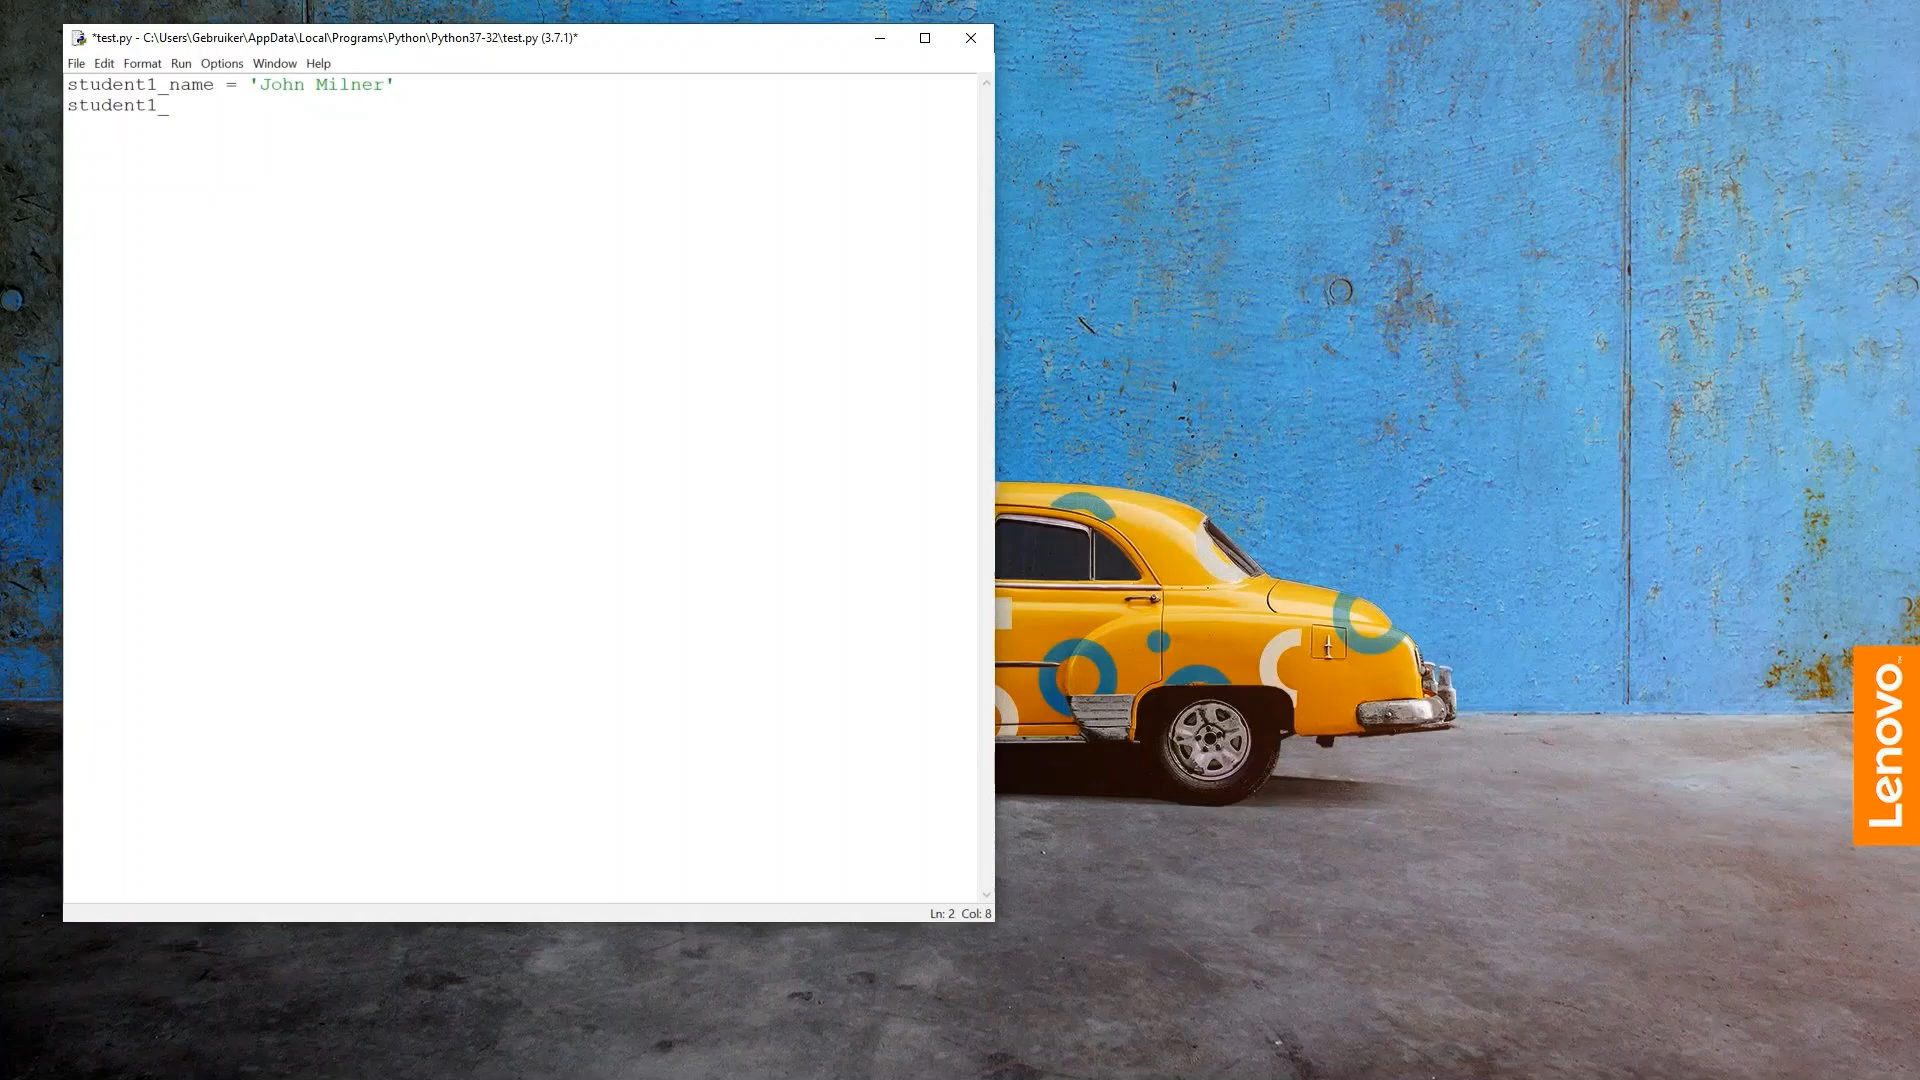 *test.py - C:\Users\Gebruiker\AppData\Local\Programs\Python\Python37-32\test.py (3.7.1)*
File Edit Format Run Options Window Help
student1_name = 'John Milner'
student1_
Ln: 2 Col: 8
Lenovo™